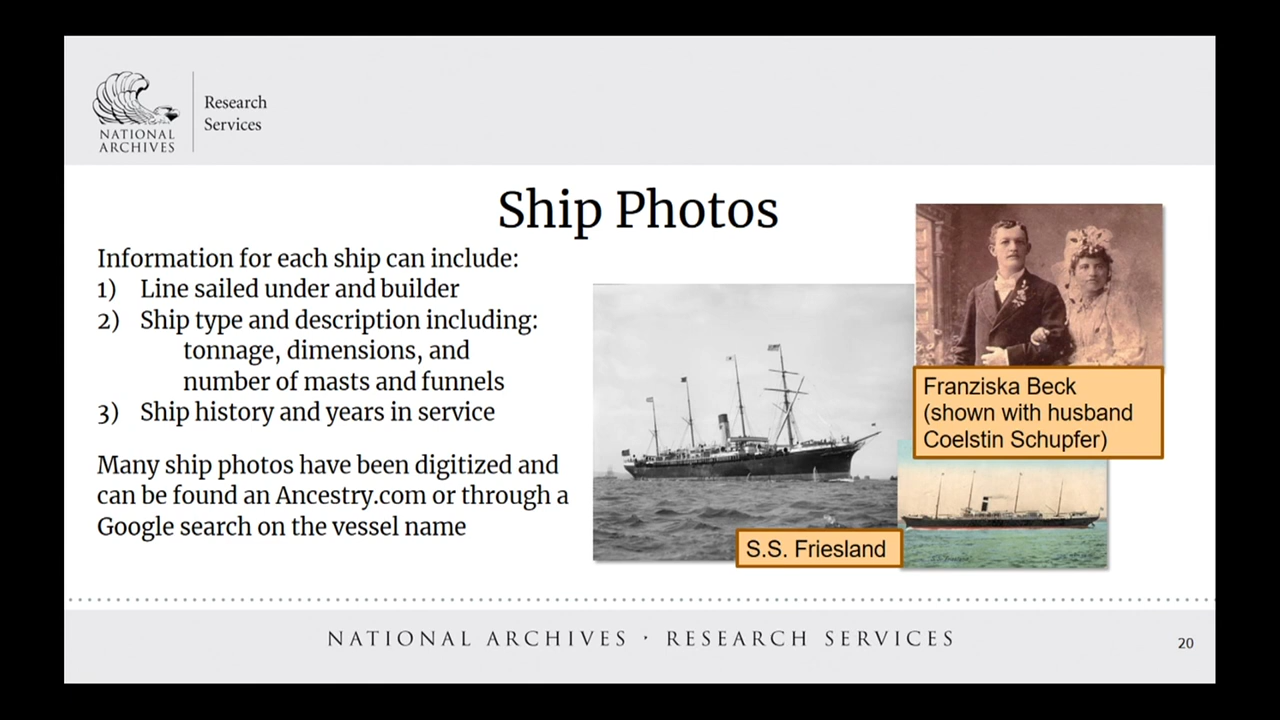 NATIONAL
ARCHIVES
Research
Services
Ship Photos
Information for each ship can include:
1) Line sailed under and builder
2) Ship type and description including:
tonnage, dimensions, and
number of masts and funnels
3) Ship history and years in service
Many ship photos have been digitized and
can be found an Ancestry.com or through a
Google search on the vessel name
Franziska Beck
(shown with husband
Coelstin Schupfer)
S.S. Friesland
NATIONAL ARCHIVES · RESEARCH SERVICES
20